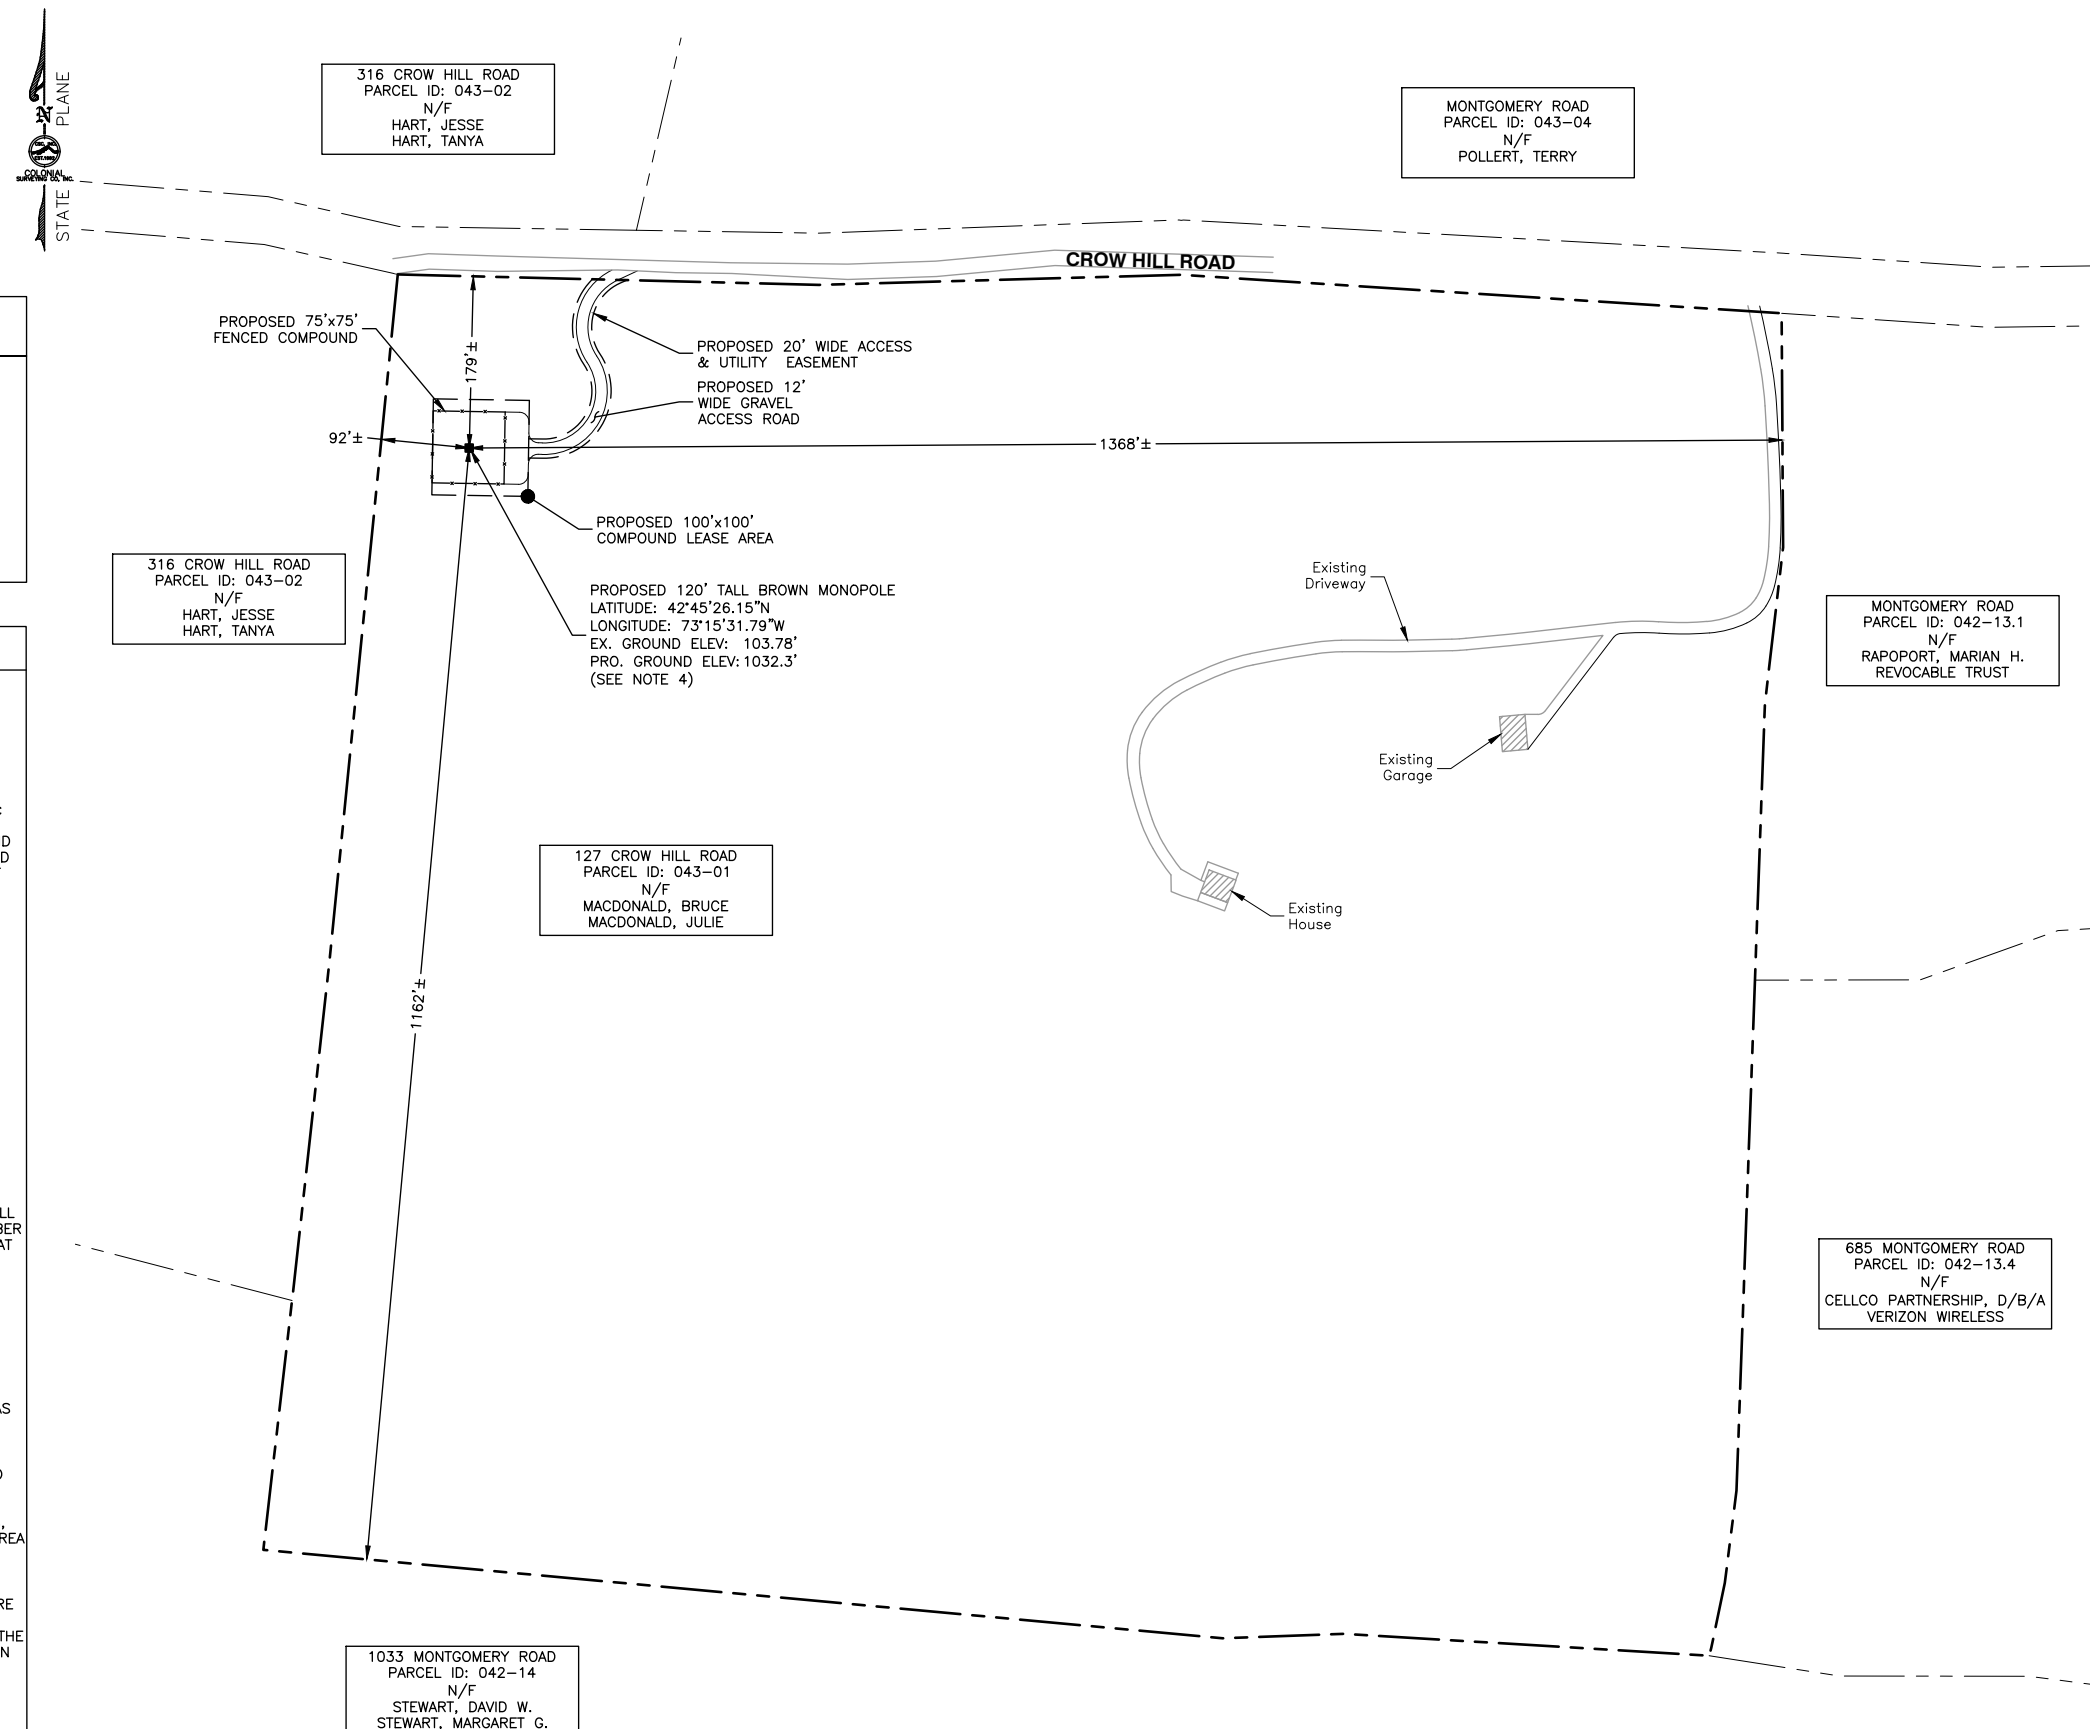 316 CROW HILL ROAD
PARCEL ID: 043-02
N/F
HART, JESSE
HART, TANYA
MONTGOMERY ROAD
PARCEL ID: 043-04
N/F
POLLERT, TERRY
N
STATE PLANE
COLONIAL
SURVEYING CO, INC.
CROW HILL ROAD
PROPOSED 75'x75'
FENCED COMPOUND
179'±
PROPOSED 20' WIDE ACCESS
& UTILITY EASEMENT
PROPOSED 12'
WIDE GRAVEL
ACCESS ROAD
92'±
1368'±
PROPOSED 100'x100'
COMPOUND LEASE AREA
316 CROW HILL ROAD
PARCEL ID: 043-02
N/F
HART, JESSE
HART, TANYA
PROPOSED 120' TALL BROWN MONOPOLE
LATITUDE: 42°45'26.15"N
LONGITUDE: 73°15'31.79"W
EX. GROUND ELEV: 103.78'
PRO. GROUND ELEV: 1032.3'
(SEE NOTE 4)
Existing
Driveway
MONTGOMERY ROAD
PARCEL ID: 042-13.1
N/F
RAPOPORT, MARIAN H.
REVOCABLE TRUST
Existing
Garage
127 CROW HILL ROAD
PARCEL ID: 043-01
N/F
MACDONALD, BRUCE
MACDONALD, JULIE
Existing
House
1162'±
685 MONTGOMERY ROAD
PARCEL ID: 042-13.4
N/F
CELLCO PARTNERSHIP, D/B/A
VERIZON WIRELESS
1033 MONTGOMERY ROAD
PARCEL ID: 042-14
N/F
STEWART, DAVID W.
STEWART, MARGARET G.